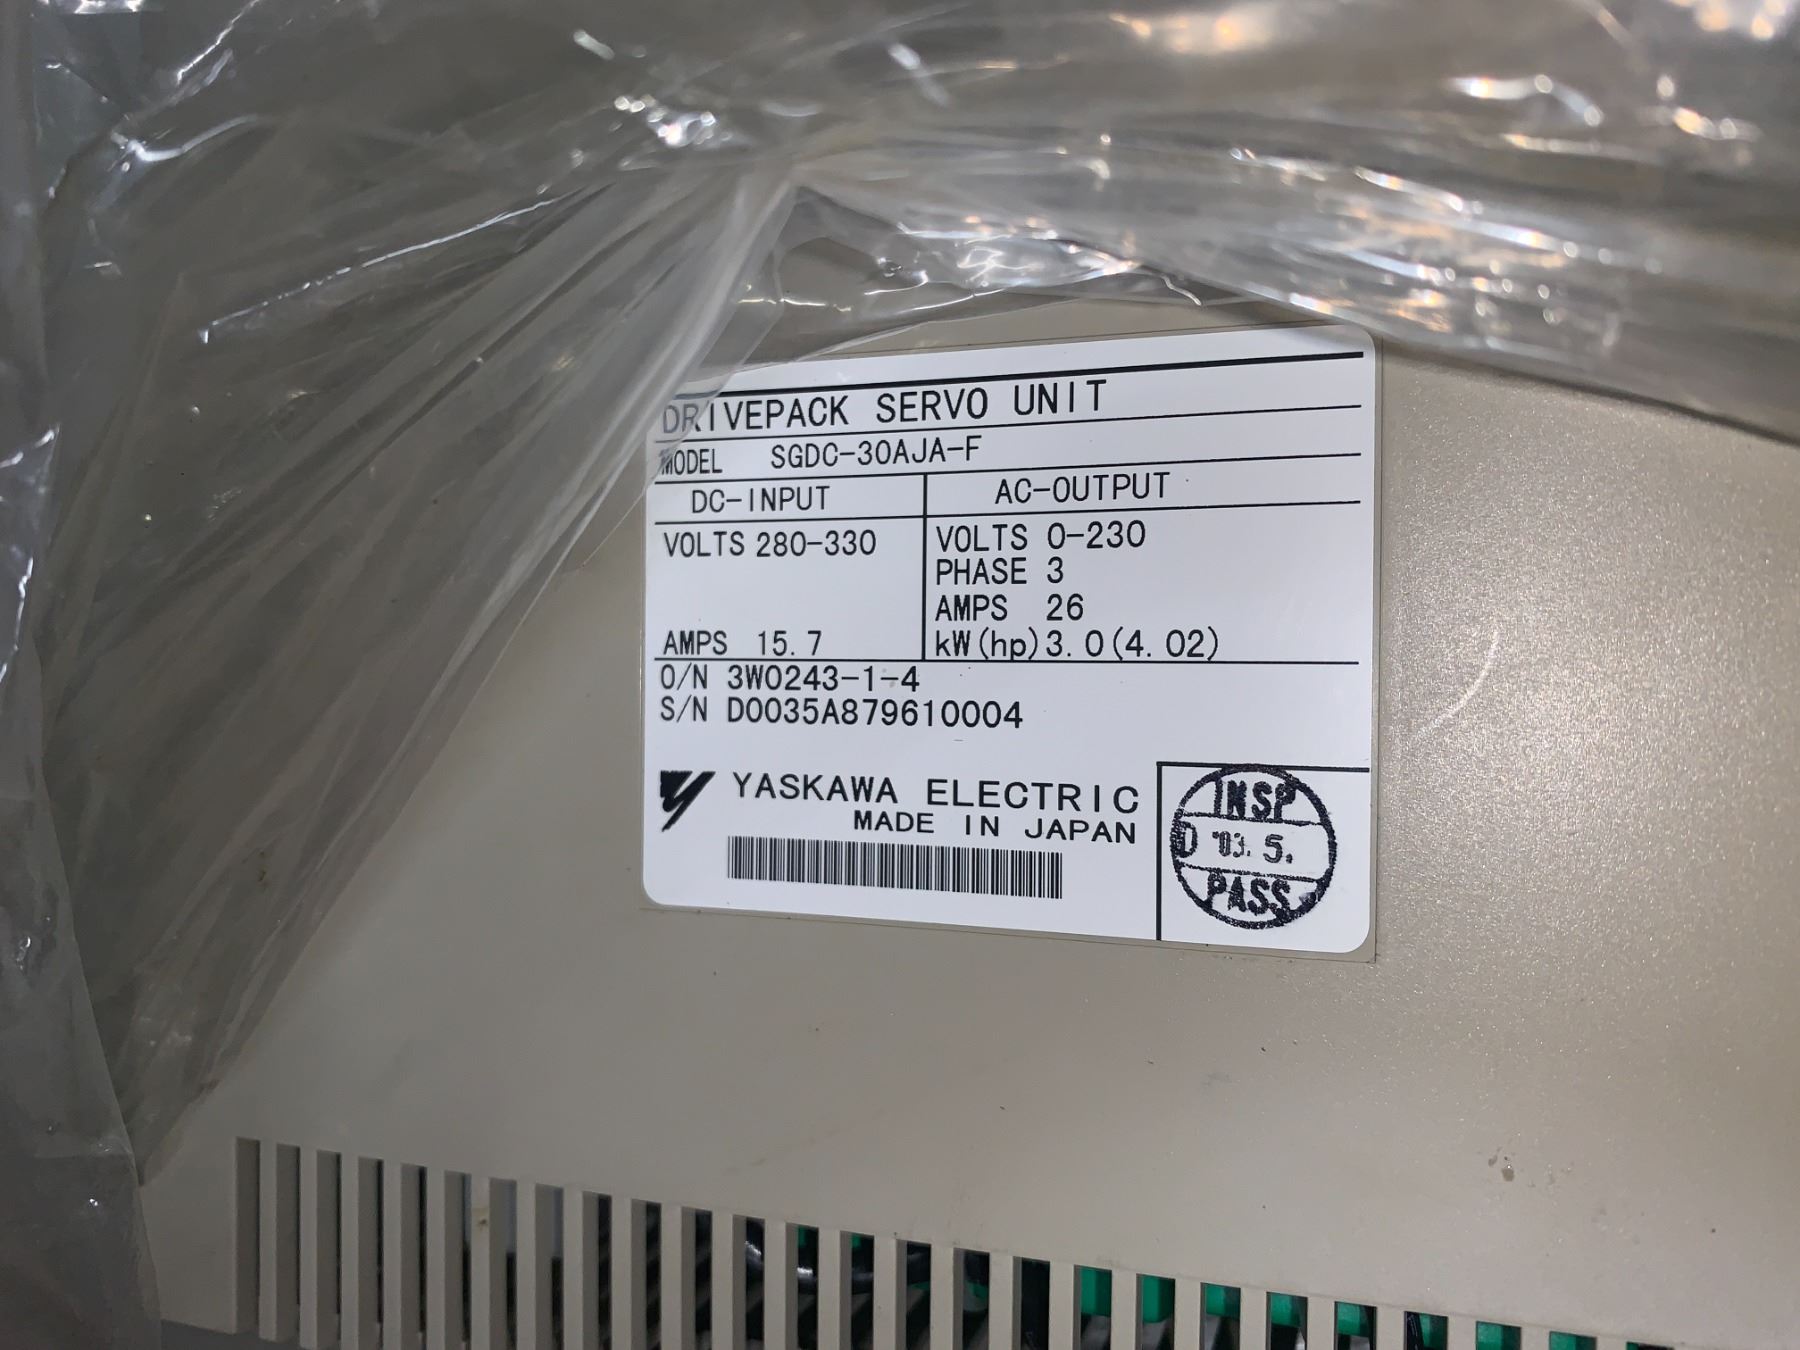 DRIVEPACK SERVO UNIT
MODEL SGDC-30AJA-F
DC-INPUT
VOLTS 280-330
AMPS 15.7
AC-OUTPUT
VOLTS 0-230
PHASE 3
AMPS 26
kW(hp)3.0(4.02)
O/N 3W0243-1-4
S/N D0035A879610004
YASKAWA ELECTRIC
MADE IN JAPAN
INSP
D '03. 5.
PASS